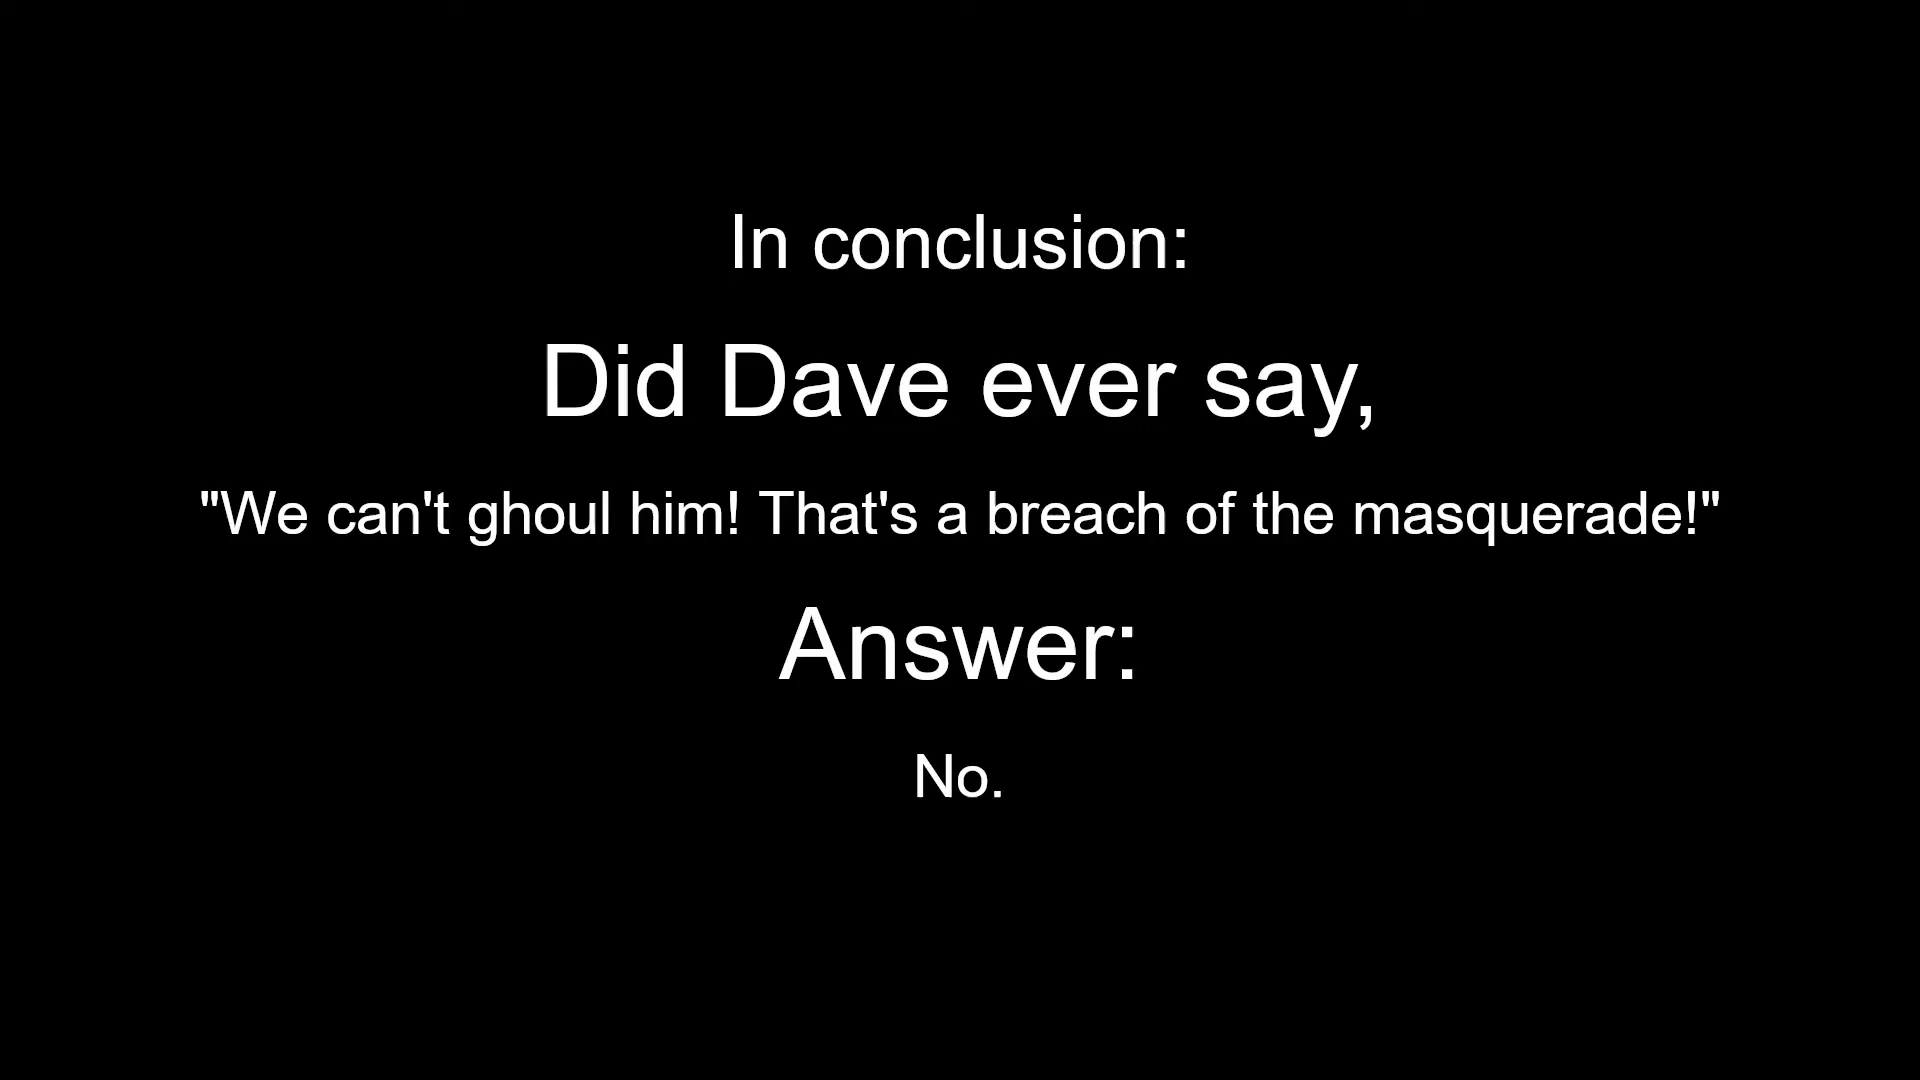 In conclusion:
Did Dave ever say,
"We can't ghoul him! That's a breach of the masquerade!"
Answer:
No.